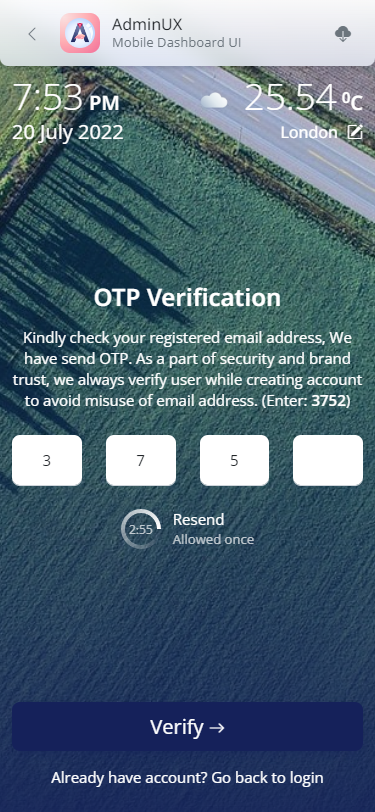 AdminUX
Mobile Dashboard UI
7:53 PM
25.54 ⁰C
20 July 2022
London
OTP Verification
Kindly check your registered email address, We
have send OTP. As a part of security and brand
trust, we always verify user while creating account
to avoid misuse of email address. (Enter: 3752)
3
7
5
2:55
Resend
Allowed once
Verify →
Already have account? Go back to login